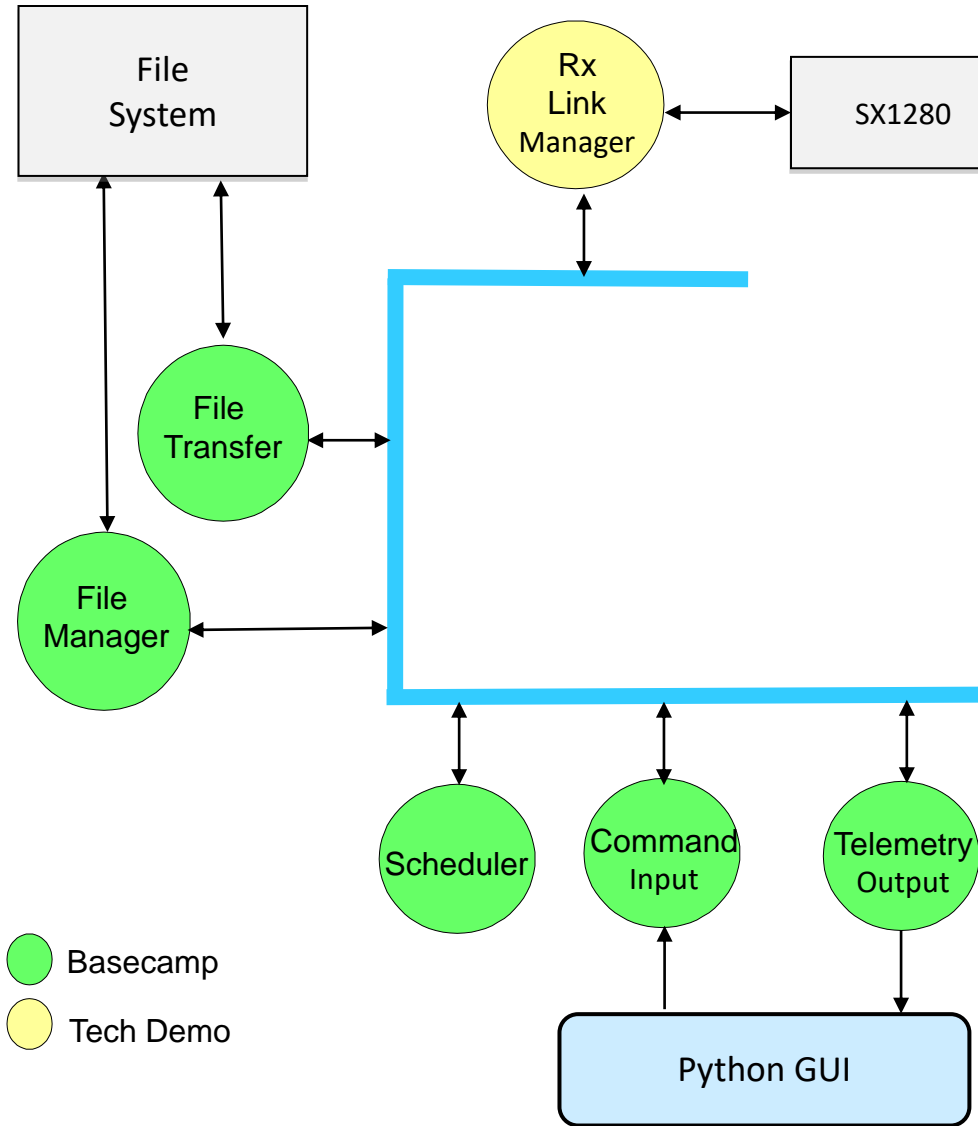 File
System
Rx
Link
Manager
SX1280
File
Transfer
File
Manager
Scheduler
Command
Input
Telemetry
Output
Basecamp
Tech Demo
Python GUI